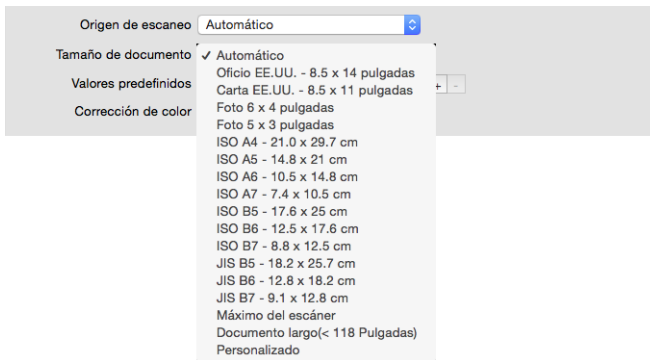 Origen de escaneo Automático
Tamaño de documento ✓ Automático
Oficio EE.UU. - 8.5 x 14 pulgadas
Valores predefinidos Carta EE.UU. - 8.5 x 11 pulgadas + -
Corrección de color Foto 6 x 4 pulgadas
Foto 5 x 3 pulgadas
ISO A4 - 21.0 x 29.7 cm
ISO A5 - 14.8 x 21 cm
ISO A6 - 10.5 x 14.8 cm
ISO A7 - 7.4 x 10.5 cm
ISO B5 - 17.6 x 25 cm
ISO B6 - 12.5 x 17.6 cm
ISO B7 - 8.8 x 12.5 cm
JIS B5 - 18.2 x 25.7 cm
JIS B6 - 12.8 x 18.2 cm
JIS B7 - 9.1 x 12.8 cm
Máximo del escáner
Documento largo(< 118 Pulgadas)
Personalizado